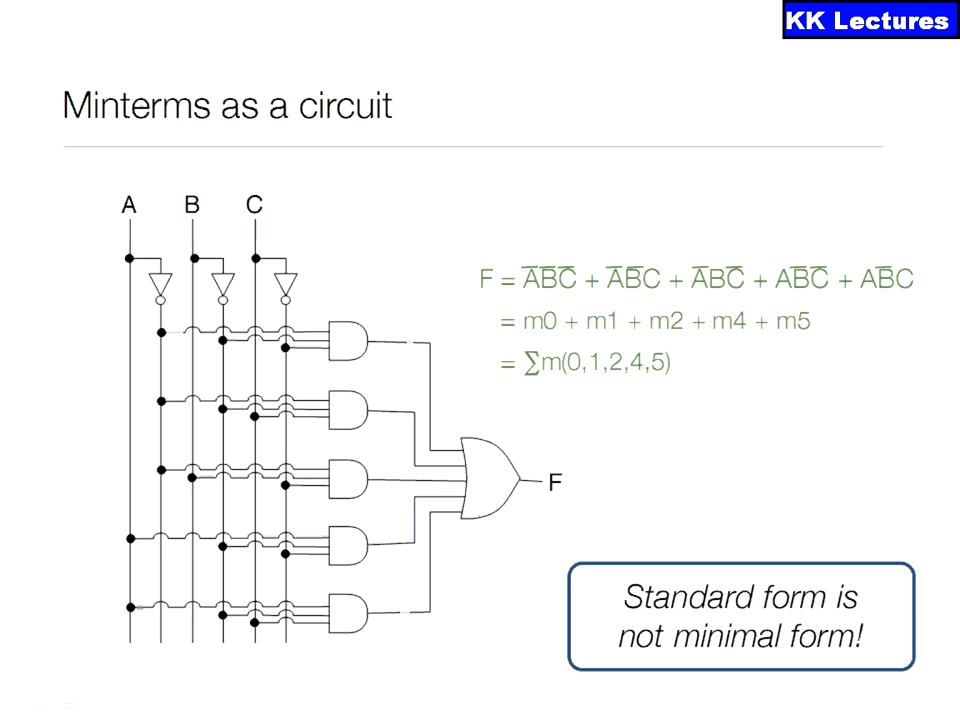 KK Lectures
Minterms as a circuit
A B C
F = A̅B̅C̅ + A̅B̅C + A̅BC̅ + AB̅C̅ + AB̅C
= m0 + m1 + m2 + m4 + m5
= ∑m(0,1,2,4,5)
F
Standard form is
not minimal form!